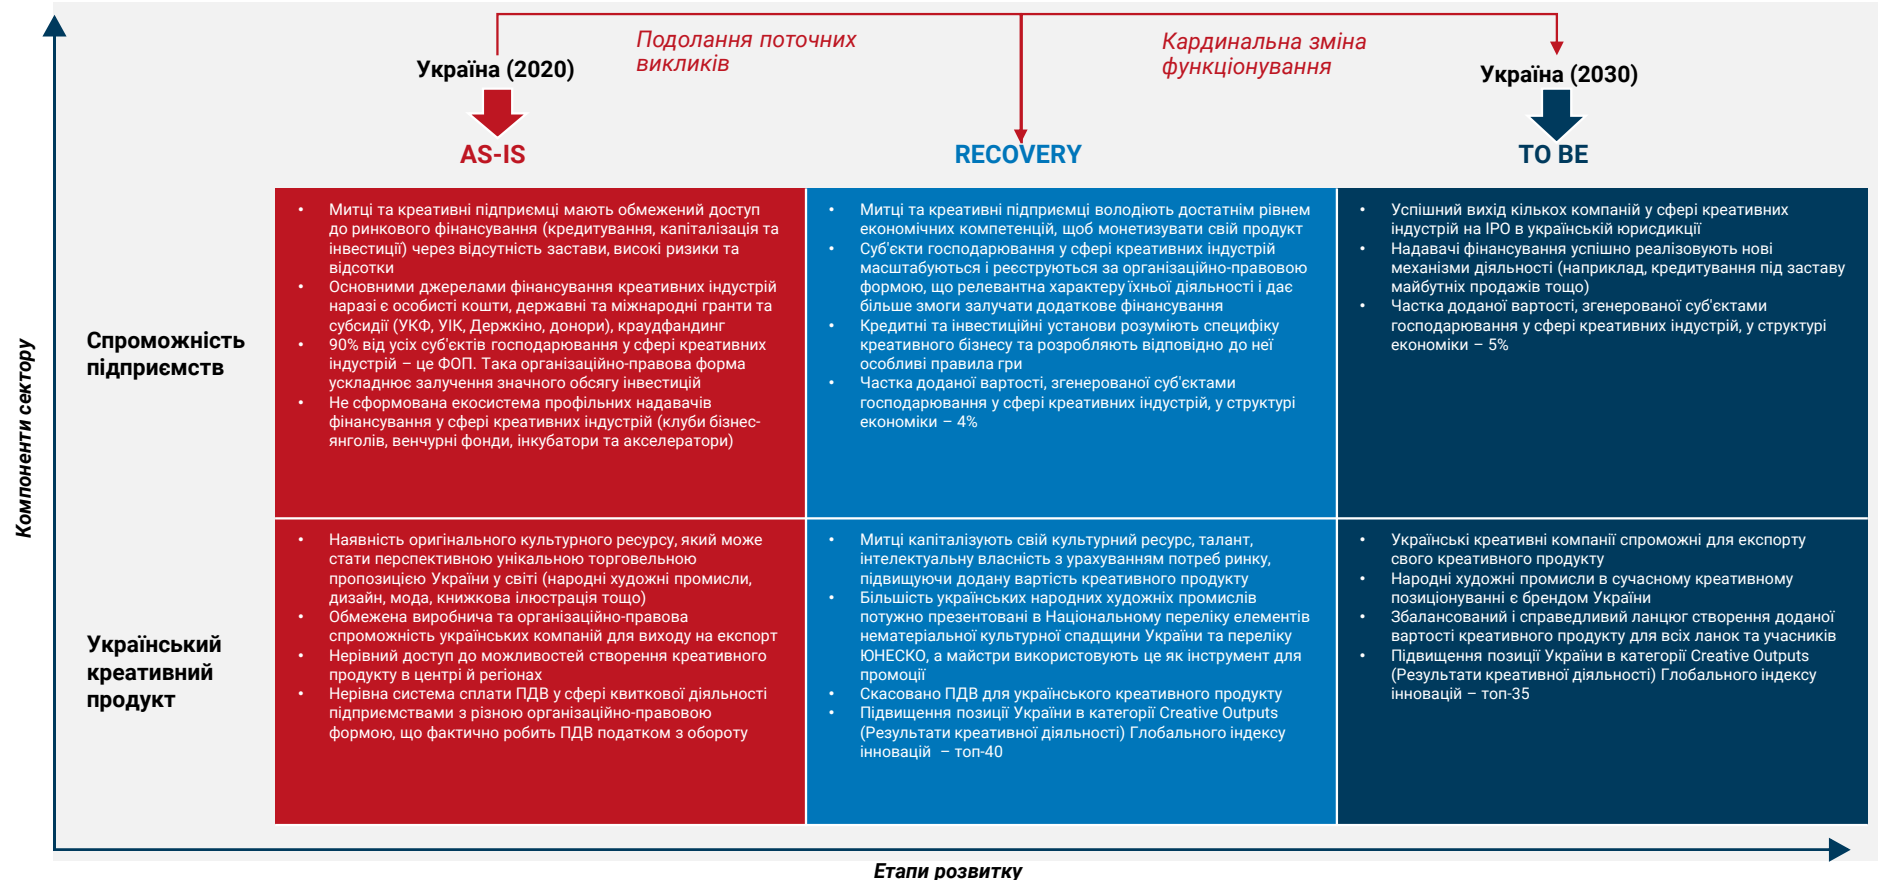 Подолання поточних
викликів
Кардинальна зміна
функціонування
Україна (2020)
Україна (2030)
AS-IS
RECOVERY
TO BE
Компоненти сектору
Спроможність
підприємств
• Митці та креативні підприємці мають обмежений доступ
до ринкового фінансування (кредитування, капіталізація та
інвестиції) через відсутність застави, високі ризики та
відсотки
• Основними джерелами фінансування креативних індустрій
наразі є особисті кошти, державні та міжнародні гранти та
субсидії (УКФ, УІК, Держкіно, донори), краудфандинг
• 90% від усіх суб'єктів господарювання у сфері креативних
індустрій – це ФОП. Така організаційно-правова форма
ускладнює залучення значного обсягу інвестицій
• Не сформована екосистема профільних надавачів
фінансування у сфері креативних індустрій (клуби бізнес-
янголів, венчурні фонди, інкубатори та акселератори)
• Митці та креативні підприємці володіють достатнім рівнем
економічних компетенцій, щоб монетизувати свій продукт
• Суб'єкти господарювання у сфері креативних індустрій
масштабуються і реєструються за організаційно-правовою
формою, що релевантна характеру їхньої діяльності і дає
більше змоги залучати додаткове фінансування
• Кредитні та інвестиційні установи розуміють специфіку
креативного бізнесу та розробляють відповідно до неї
особливі правила гри
• Частка доданої вартості, згенерованої суб'єктами
господарювання у сфері креативних індустрій, у структурі
економіки – 4%
• Успішний вихід кількох компаній у сфері креативних
індустрій на IPO в українській юрисдикції
• Надавачі фінансування успішно реалізовують нові
механізми діяльності (наприклад, кредитування під заставу
майбутніх продажів тощо)
• Частка доданої вартості, згенерованої суб'єктами
господарювання у сфері креативних індустрій, у структурі
економіки – 5%
Український
креативний
продукт
• Наявність оригінального культурного ресурсу, який може
стати перспективною унікальною торговельною
пропозицією України у світі (народні художні промисли,
дизайн, мода, книжкова ілюстрація тощо)
• Обмежена виробнича та організаційно-правова
спроможність українських компаній для виходу на експорт
• Нерівний доступ до можливостей створення креативного
продукту в центрі й регіонах
• Нерівна система сплати ПДВ у сфері квиткової діяльності
підприємствами з різною організаційно-правовою
формою, що фактично робить ПДВ податком з обороту
• Митці капіталізують свій культурний ресурс, талант,
інтелектуальну власність з урахуванням потреб ринку,
підвищуючи додану вартість креативного продукту
• Більшість українських народних художніх промислів
потужно презентовані в Національному переліку елементів
нематеріальної культурної спадщини України та переліку
ЮНЕСКО, а майстри використовують це як інструмент для
промоції
• Скасовано ПДВ для українського креативного продукту
• Підвищення позиції України в категорії Creative Outputs
(Результати креативної діяльності) Глобального індексу
інновацій – топ-40
• Українські креативні компанії спроможні для експорту
свого креативного продукту
• Народні художні промисли в сучасному креативному
позиціонуванні є брендом України
• Збалансований і справедливий ланцюг створення доданої
вартості креативного продукту для всіх ланок та учасників
• Підвищення позиції України в категорії Creative Outputs
(Результати креативної діяльності) Глобального індексу
інновацій – топ-35
Етапи розвитку